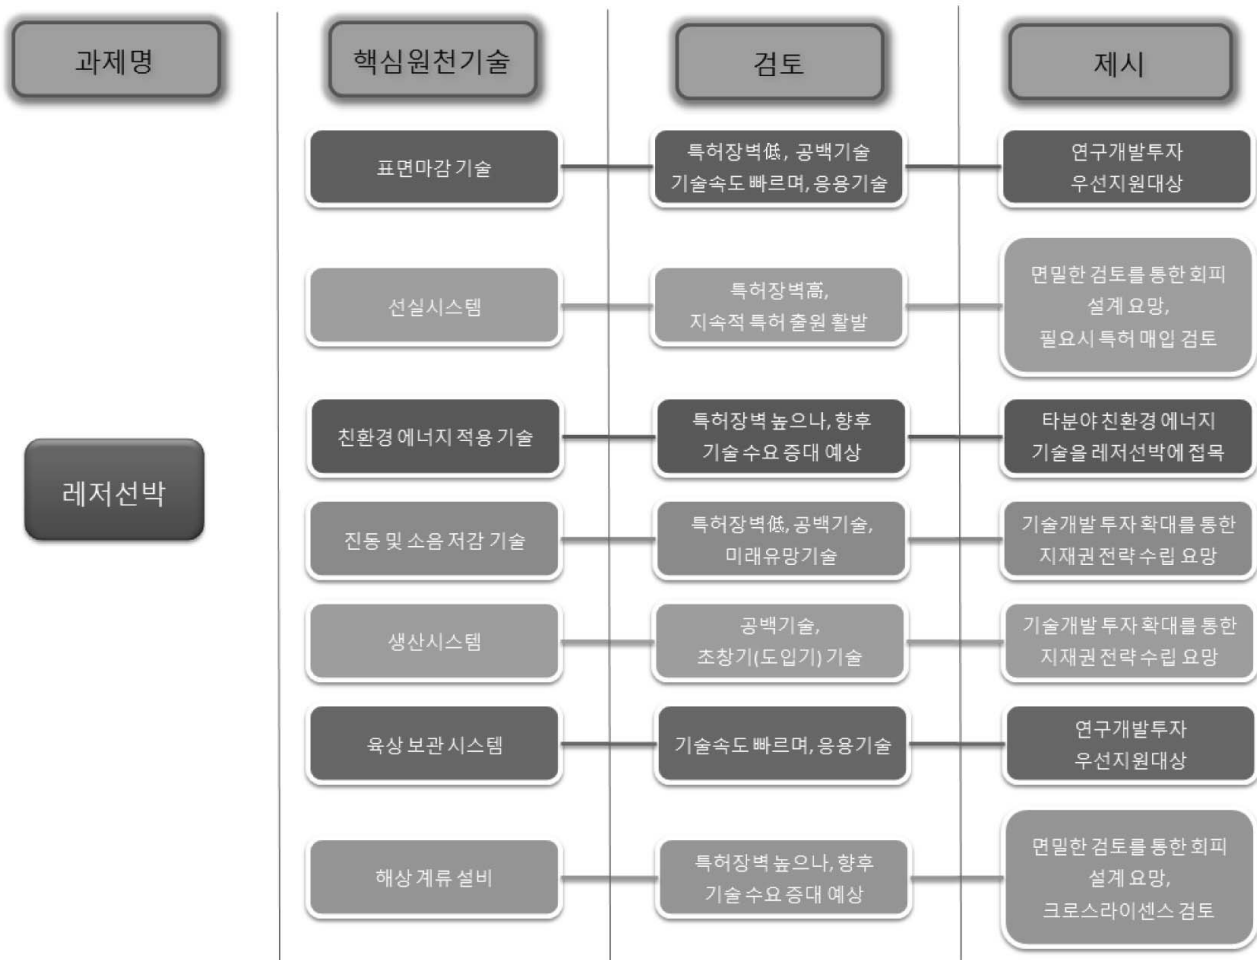 과제명
핵심원천기술
검토
제시
레저선박
표면마감 기술
특허장벽低, 공백기술
기술속도 빠르며, 응용기술
연구개발투자
우선지원대상
선실시스템
특허장벽高,
지속적 특허 출원 활발
면밀한 검토를 통한 회피
설계 요망,
필요시 특허 매입 검토
친환경 에너지 적용 기술
특허장벽 높으나, 향후
기술 수요 증대 예상
타분야 친환경 에너지
기술을 레저선박에 접목
진동 및 소음 저감 기술
특허장벽低, 공백기술,
미래유망기술
기술개발 투자 확대를 통한
지재권 전략 수립 요망
생산시스템
공백기술,
초창기(도입기) 기술
기술개발 투자 확대를 통한
지재권 전략 수립 요망
육상 보관 시스템
기술속도 빠르며, 응용기술
연구개발투자
우선지원대상
해상 계류 설비
특허장벽 높으나, 향후
기술 수요 증대 예상
면밀한 검토를 통한 회피
설계 요망,
크로스라이센스 검토